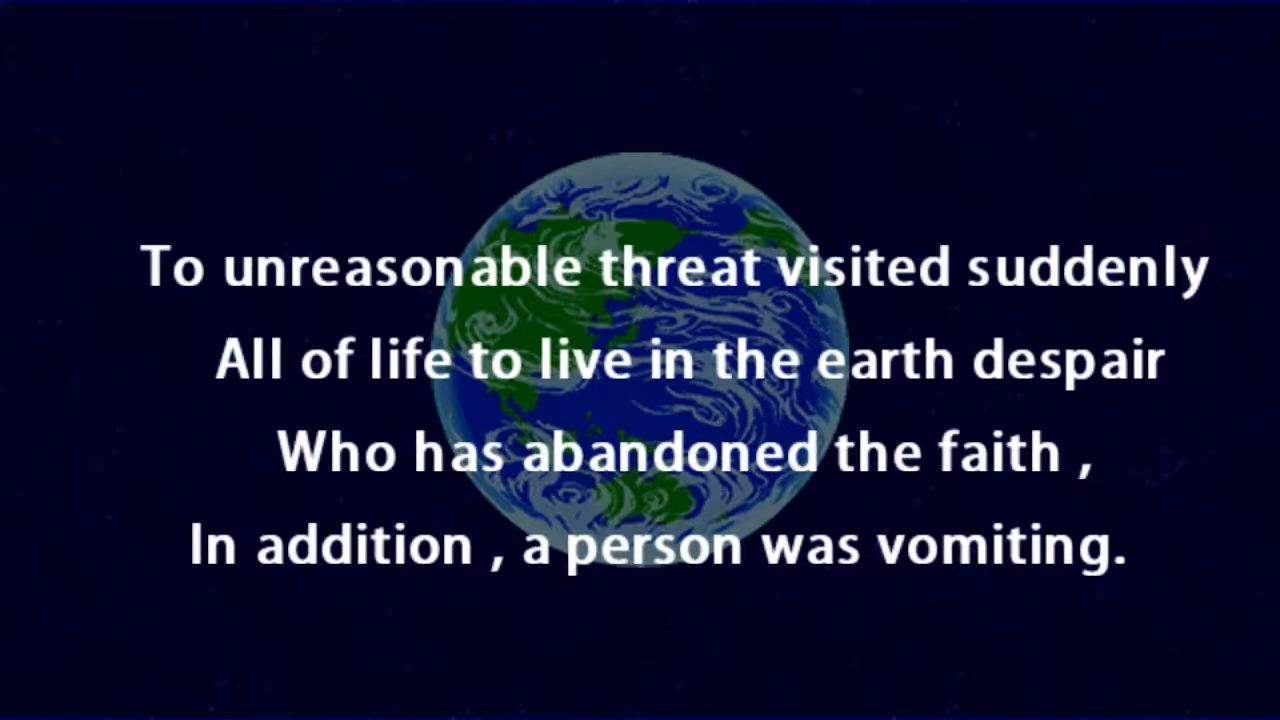 To unreasonable threat visited suddenly
All of life to live in the earth despair
Who has abandoned the faith ,
In addition , a person was vomiting.